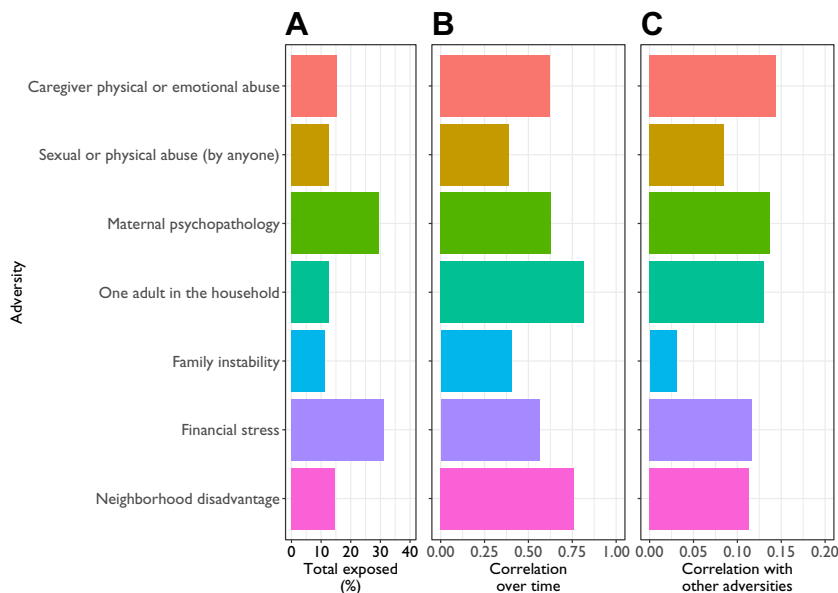 A B C
Caregiver physical or emotional abuse
Sexual or physical abuse (by anyone)
Maternal psychopathology
One adult in the household
Family instability
Financial stress
Neighborhood disadvantage
Adversity
0 10 20 30 40
Total exposed
(%)
0.00 0.25 0.50 0.75 1.00
Correlation
over time
0.00 0.05 0.10 0.15 0.20
Correlation with
other adversities